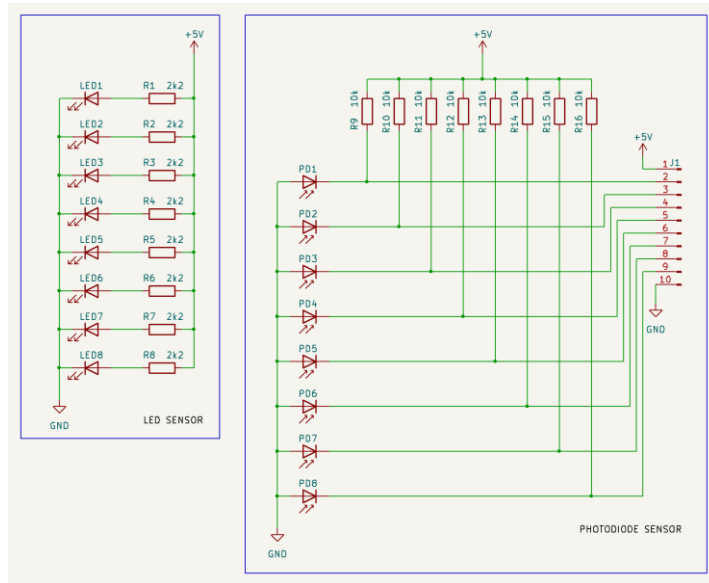 +5V
LED1 R1 2k2
LED2 R2 2k2
LED3 R3 2k2
LED4 R4 2k2
LED5 R5 2k2
LED6 R6 2k2
LED7 R7 2k2
LED8 R8 2k2
GND
LED SENSOR
+5V
R9 10k
R10 10k
R11 10k
R12 10k
R13 10k
R14 10k
R15 10k
R16 10k
+5V
J1
1
2
3
4
5
6
7
8
9
10
GND
PD1
PD2
PD3
PD4
PD5
PD6
PD7
PD8
GND
PHOTODIODE SENSOR